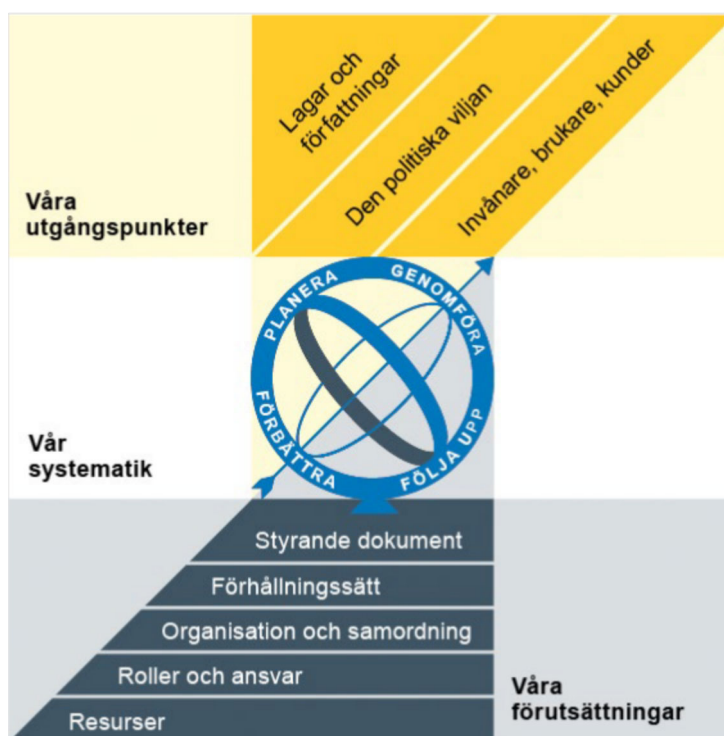 Lagar och
författningar
Den politiska viljan
Invånare, brukare, kunder
Våra
utgångspunkter
PLANERA
GENOMFÖRA
FÖLJA UPP
FÖRBÄTTRA
Vår
systematik
Styrande dokument
Förhållningssätt
Organisation och samordning
Roller och ansvar
Resurser
Våra
förutsättningar